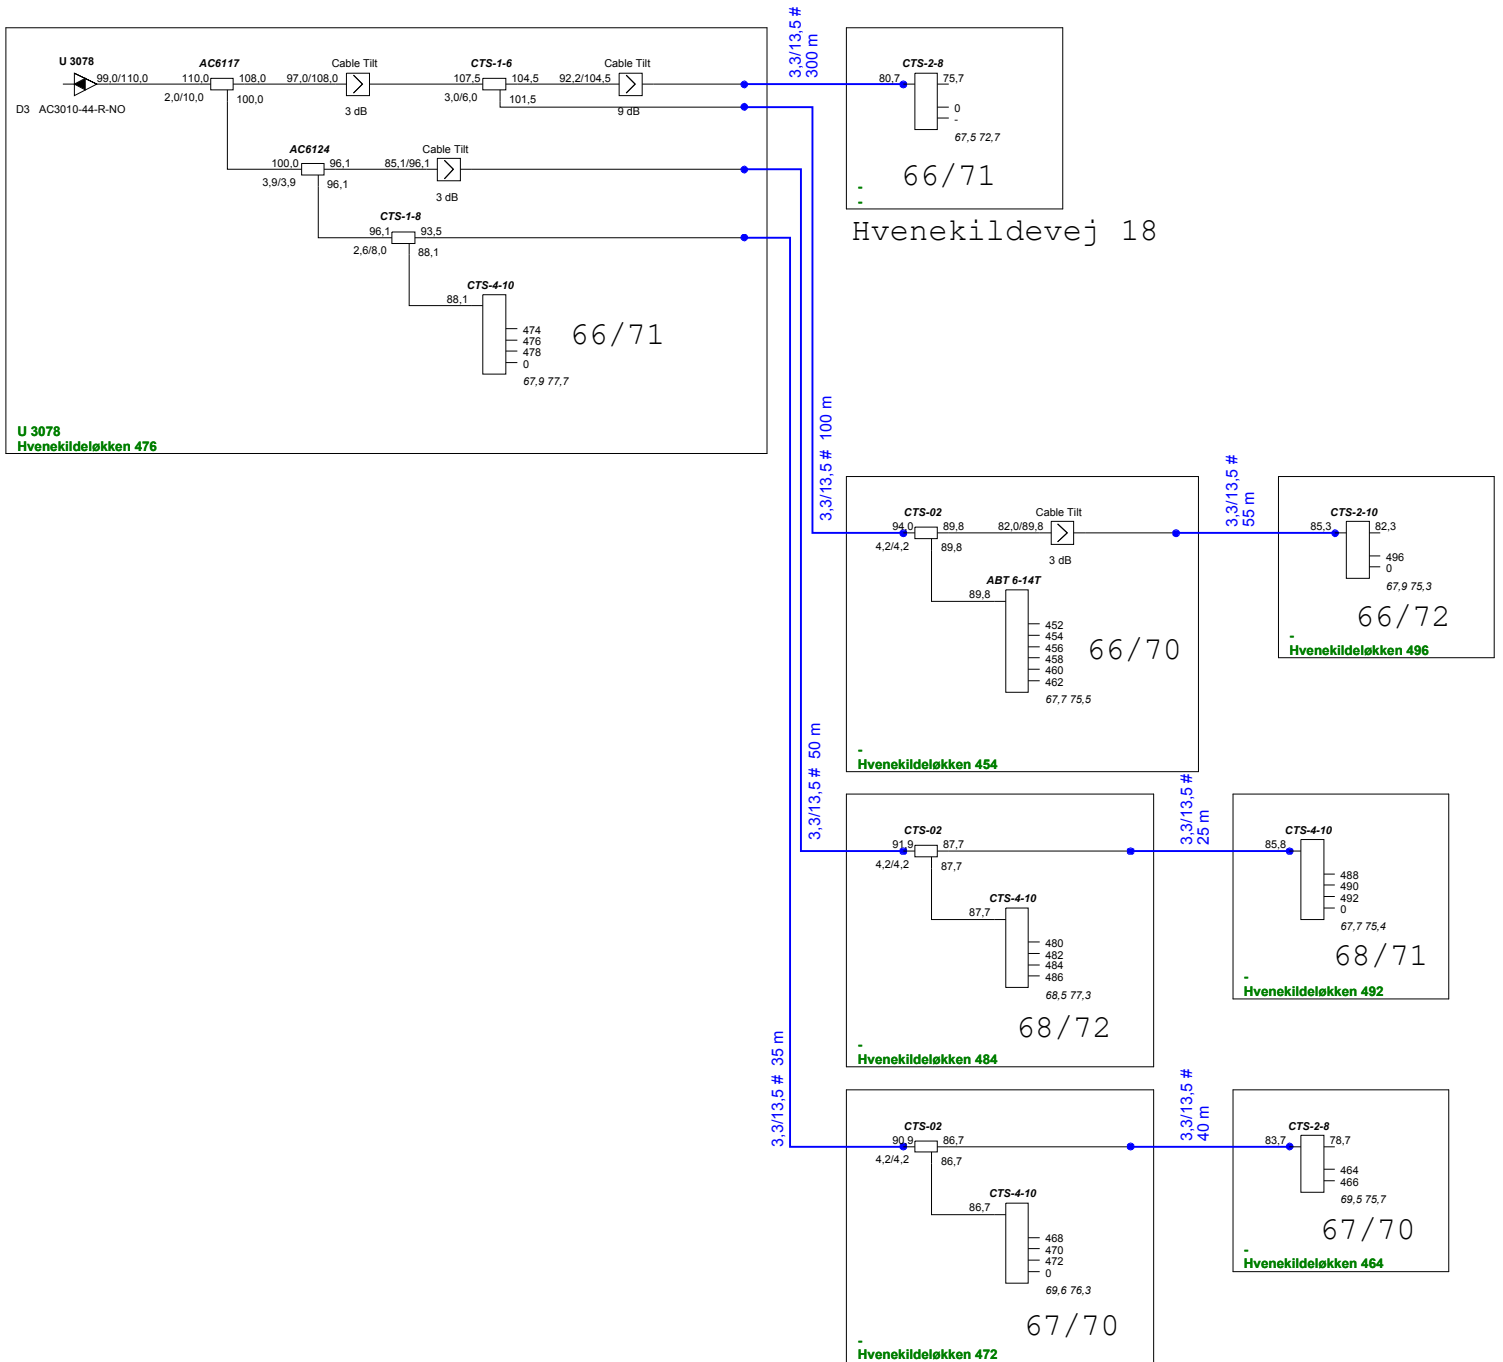 U 3078
99,0/110,0
D3 AC3010-44-R-NO
AC6117
110,0
108,0
2,0/10,0
100,0
Cable Tilt
97,0/108,0
3 dB
CTS-1-6
107,5
104,5
3,0/6,0
101,5
Cable Tilt
92,2/104,5
9 dB
AC6124
100,0
96,1
3,9/3,9
96,1
Cable Tilt
85,1/96,1
3 dB
CTS-1-8
96,1
93,5
2,6/8,0
88,1
CTS-4-10
88,1
474
476
478
0
67,9 77,7
66/71
U 3078
Hvenekildeløkken 476
3,3/13,5 #
300 m
CTS-2-8
80,7
75,7
0
-
67,5 72,7
66/71
-
-
Hvenekildevej 18
3,3/13,5 # 100 m
CTS-02
94,0
89,8
4,2/4,2
89,8
Cable Tilt
82,0/89,8
3 dB
ABT 6-14T
89,8
452
454
456
458
460
462
67,7 75,5
66/70
-
Hvenekildeløkken 454
3,3/13,5 #
55 m
CTS-2-10
85,3
82,3
496
0
67,9 75,3
66/72
-
Hvenekildeløkken 496
3,3/13,5 # 50 m
CTS-02
91,9
87,7
4,2/4,2
87,7
CTS-4-10
87,7
480
482
484
486
68,5 77,3
68/72
-
Hvenekildeløkken 484
3,3/13,5 #
25 m
CTS-4-10
85,8
488
490
492
0
67,7 75,4
68/71
-
Hvenekildeløkken 492
3,3/13,5 # 35 m
CTS-02
90,9
86,7
4,2/4,2
86,7
CTS-4-10
86,7
468
470
472
0
69,6 76,3
67/70
-
Hvenekildeløkken 472
3,3/13,5 #
40 m
CTS-2-8
83,7
78,7
464
466
69,5 75,7
67/70
-
Hvenekildeløkken 464